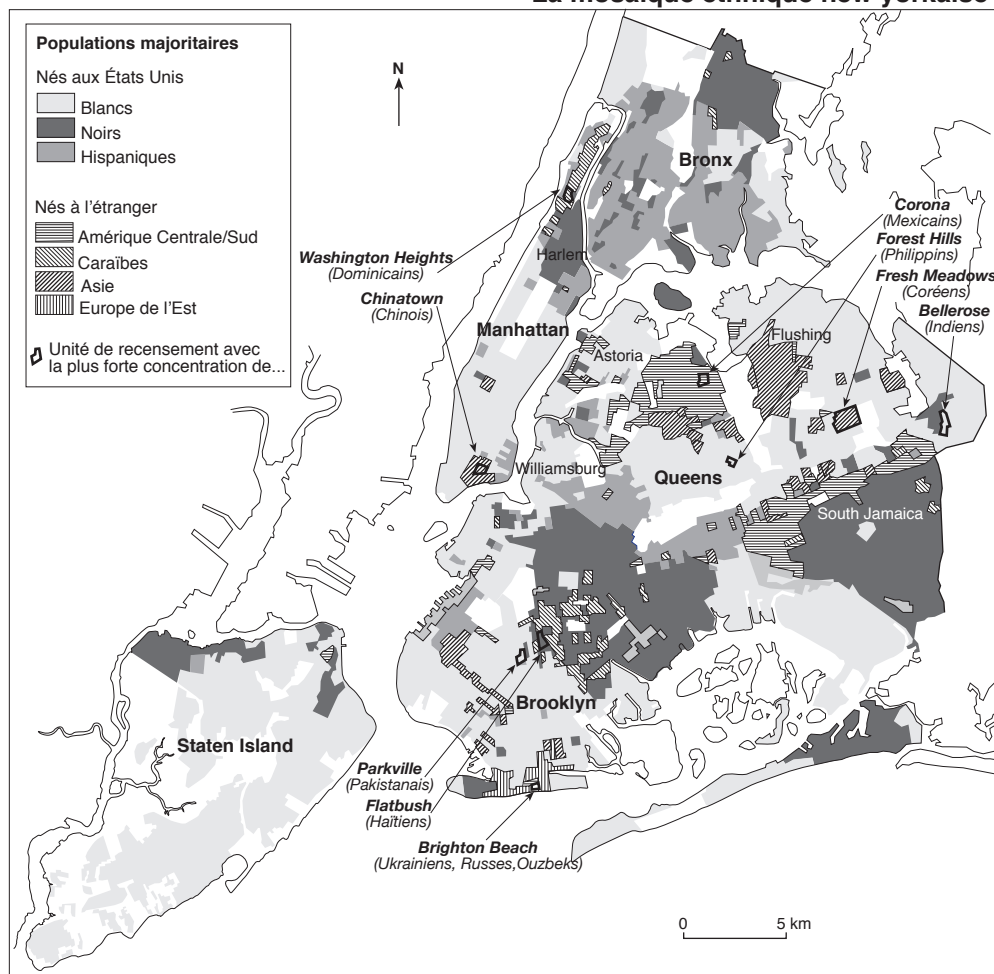 La mosaïque ethnique new-yorkaise
Populations majoritaires
Nés aux États Unis
Blancs
Noirs
Hispaniques
Nés à l'étranger
Amérique Centrale/Sud
Caraïbes
Asie
Europe de l'Est
Unité de recensement avec
la plus forte concentration de...
N
Bronx
Corona
(Mexicains)
Forest Hills
(Philippins)
Fresh Meadows
(Coréens)
Bellerose
(Indiens)
Washington Heights
(Dominicains)
Harlem
Chinatown
(Chinois)
Manhattan
Astoria
Flushing
Williamsburg
Queens
South Jamaica
Brooklyn
Staten Island
Parkville
(Pakistanais)
Flatbush
(Haïtiens)
Brighton Beach
(Ukrainiens, Russes,Ouzbeks)
0 5 km